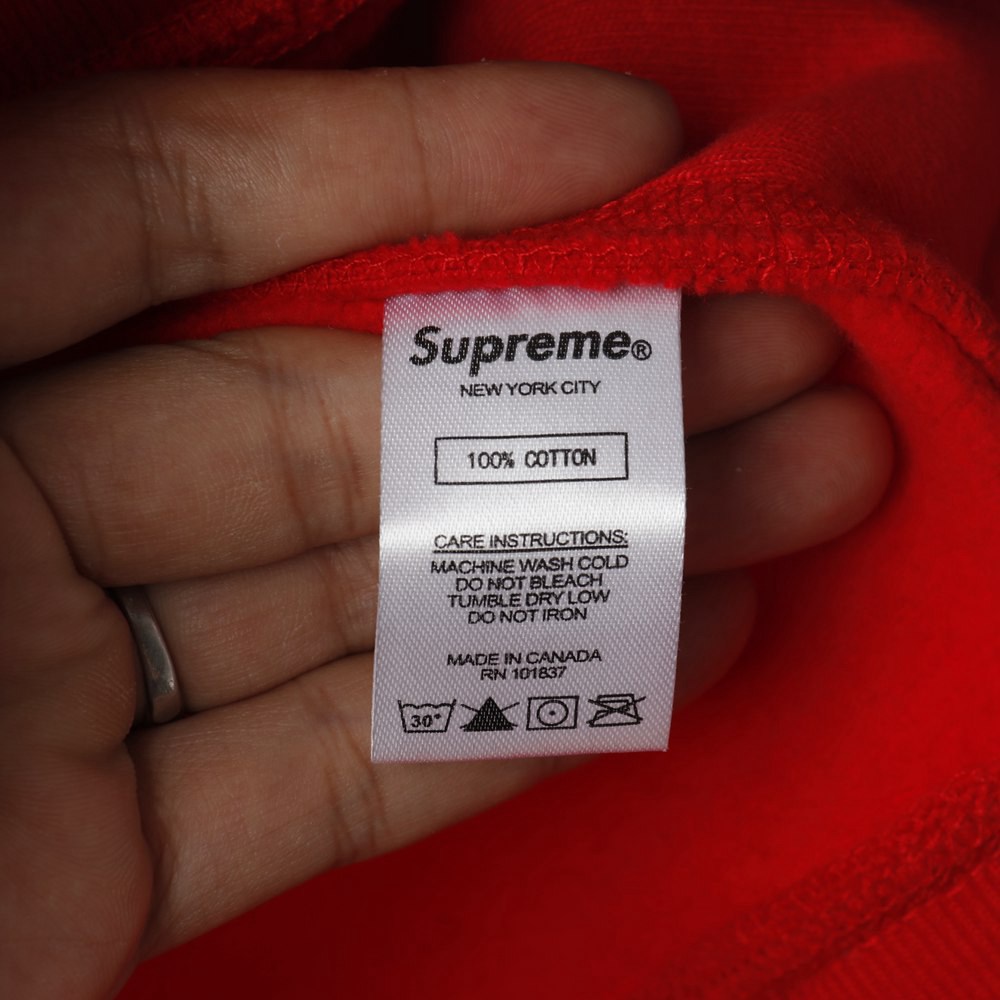 Supreme®
NEW YORK CITY
100% COTTON
CARE INSTRUCTIONS:
MACHINE WASH COLD
DO NOT BLEACH
TUMBLE DRY LOW
DO NOT IRON
MADE IN CANADA
RN 101837
30°